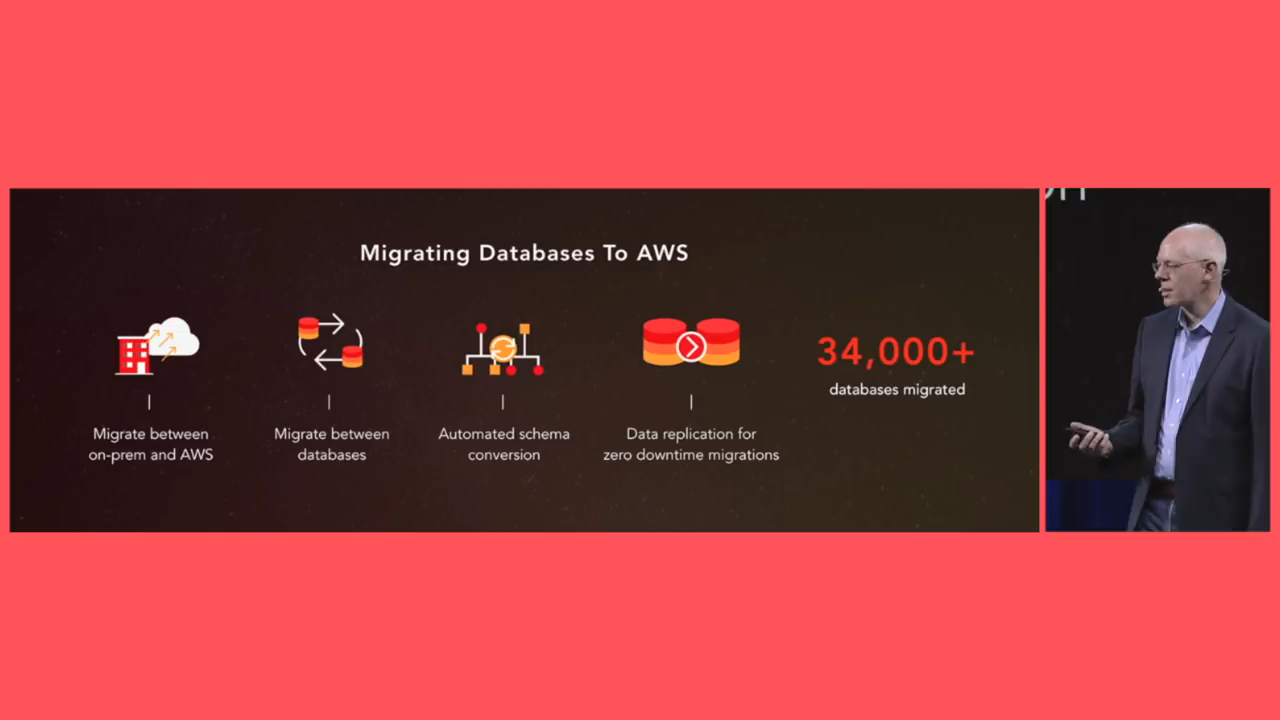 Migrating Databases To AWS
Migrate between
on-prem and AWS
Migrate between
databases
Automated schema
conversion
Data replication for
zero downtime migrations
34,000+
databases migrated